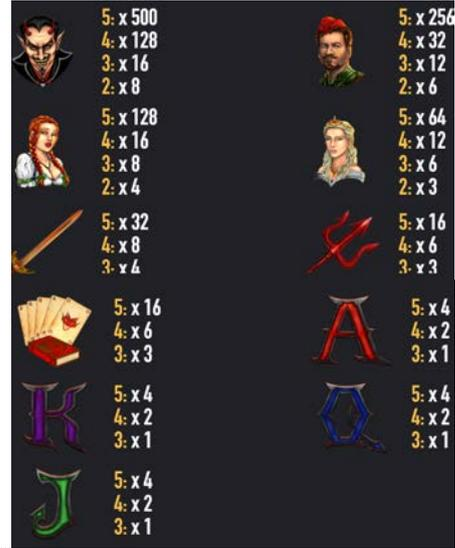 5: x 500
4: x 128
3: x 16
2: x 8
5: x 256
4: x 32
3: x 12
2: x 6
5: x 128
4: x 16
3: x 8
2: x 4
5: x 64
4: x 12
3: x 6
2: x 3
5: x 32
4: x 8
3: x 4
5: x 16
4: x 6
3: x 3
5: x 16
4: x 6
3: x 3
A
5: x 4
4: x 2
3: x 1
K
5: x 4
4: x 2
3: x 1
Q
5: x 4
4: x 2
3: x 1
J
5: x 4
4: x 2
3: x 1